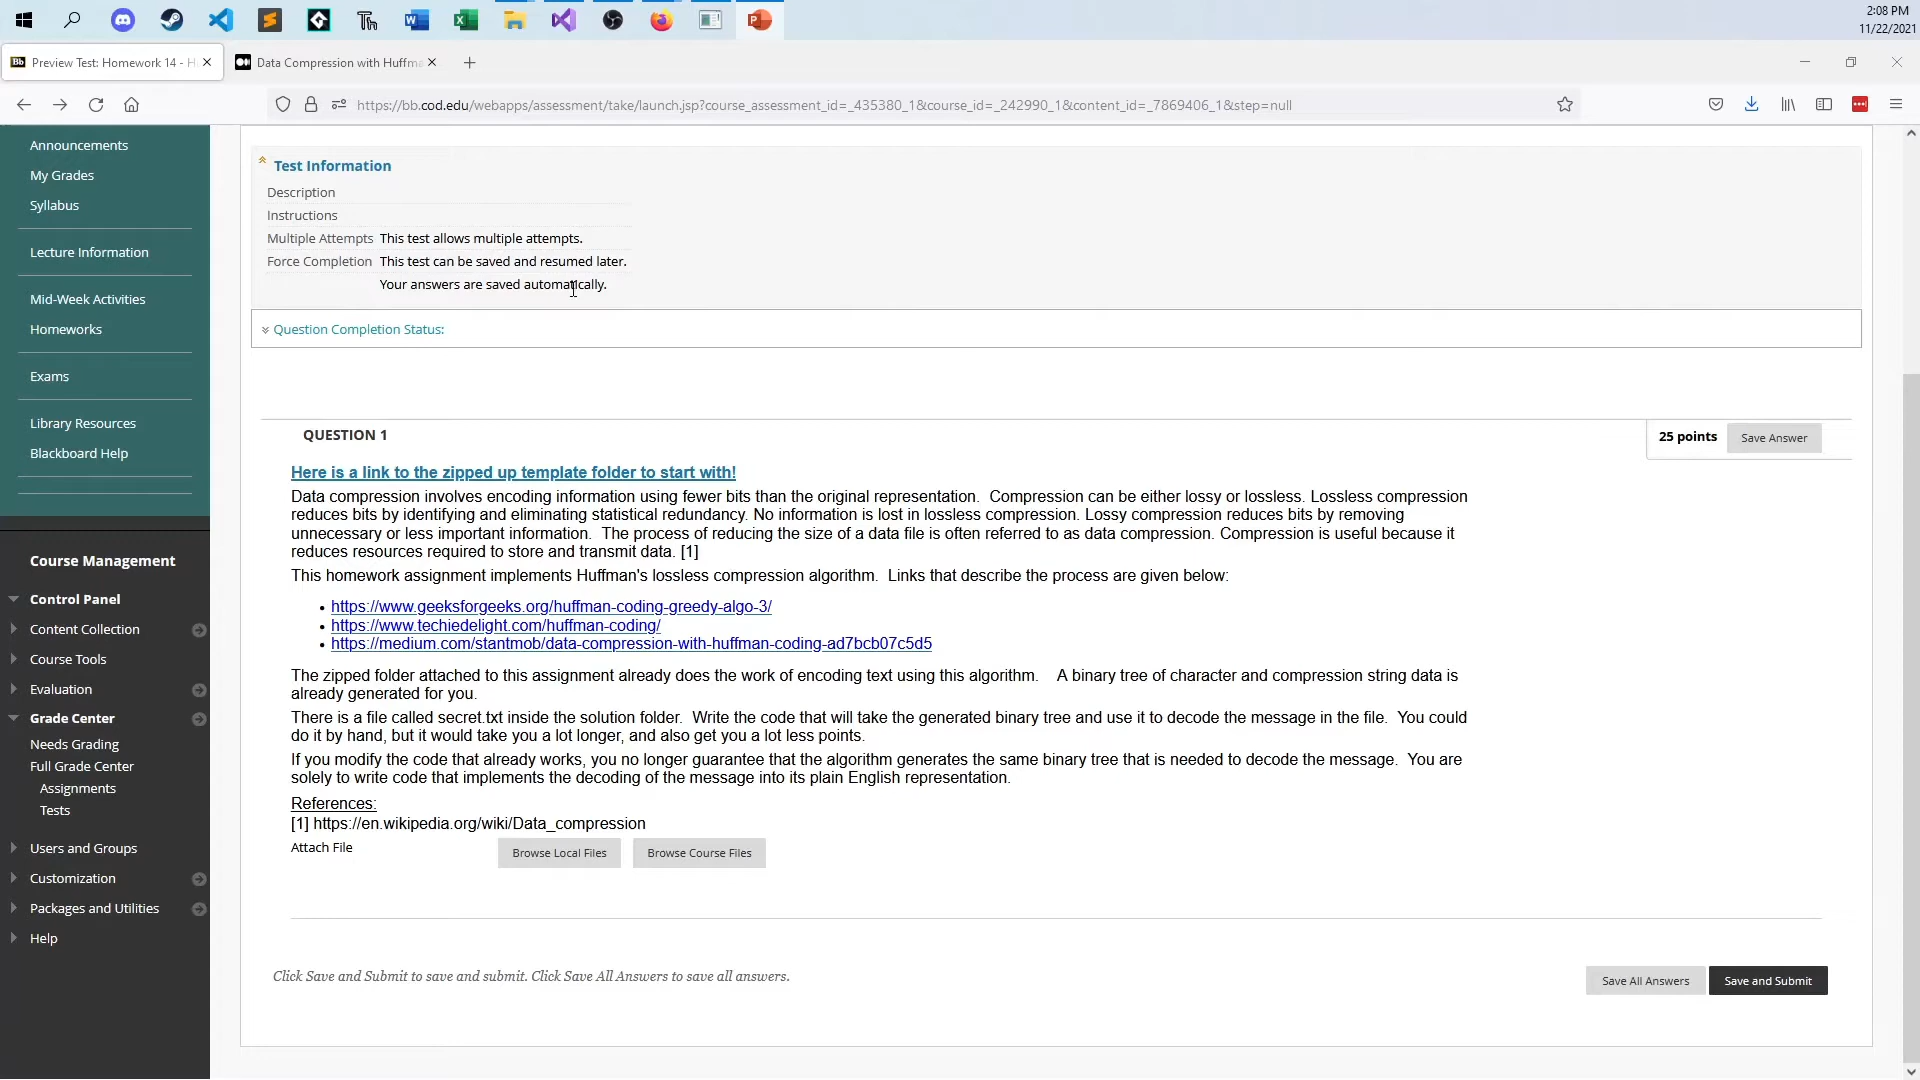 2:08 PM
11/22/2021
Preview Test: Homework 14 - H
Data Compression with Huffm
https://bb.cod.edu/webapps/assessment/take/launch.jsp?course_assessment_id=_435380_1&course_id=_242990_1&content_id=_7869406_1&step=null
Announcements
My Grades
Syllabus
Lecture Information
Mid-Week Activities
Homeworks
Exams
Library Resources
Blackboard Help
Course Management
Control Panel
Content Collection
Course Tools
Evaluation
Grade Center
Needs Grading
Full Grade Center
Assignments
Tests
Users and Groups
Customization
Packages and Utilities
Help
Test Information
Description
Instructions
Multiple Attempts This test allows multiple attempts.
Force Completion This test can be saved and resumed later.
Your answers are saved automatically.
Question Completion Status:
QUESTION 1
25 points
Save Answer
Here is a link to the zipped up template folder to start with!
Data compression involves encoding information using fewer bits than the original representation. Compression can be either lossy or lossless. Lossless compression
reduces bits by identifying and eliminating statistical redundancy. No information is lost in lossless compression. Lossy compression reduces bits by removing
unnecessary or less important information. The process of reducing the size of a data file is often referred to as data compression. Compression is useful because it
reduces resources required to store and transmit data. [1]
This homework assignment implements Huffman's lossless compression algorithm. Links that describe the process are given below:
• https://www.geeksforgeeks.org/huffman-coding-greedy-algo-3/
• https://www.techiedelight.com/huffman-coding/
• https://medium.com/stantmob/data-compression-with-huffman-coding-ad7bcb07c5d5
The zipped folder attached to this assignment already does the work of encoding text using this algorithm. A binary tree of character and compression string data is
already generated for you.
There is a file called secret.txt inside the solution folder. Write the code that will take the generated binary tree and use it to decode the message in the file. You could
do it by hand, but it would take you a lot longer, and also get you a lot less points.
If you modify the code that already works, you no longer guarantee that the algorithm generates the same binary tree that is needed to decode the message. You are
solely to write code that implements the decoding of the message into its plain English representation.
References:
[1] https://en.wikipedia.org/wiki/Data_compression
Attach File
Browse Local Files
Browse Course Files
Click Save and Submit to save and submit. Click Save All Answers to save all answers.
Save All Answers
Save and Submit